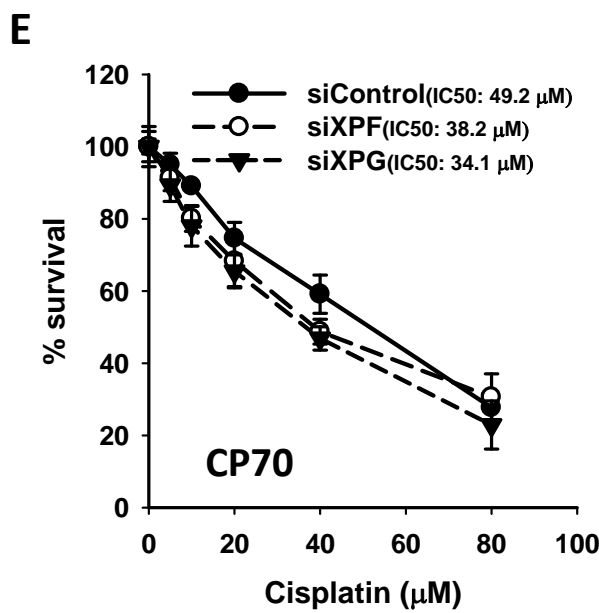 E
120
100
80
60
40
20
0
% survival
siControl(IC50: 49.2 μM)
siXPF(IC50: 38.2 μM)
siXPG(IC50: 34.1 μM)
CP70
0 20 40 60 80 100
Cisplatin (μM)